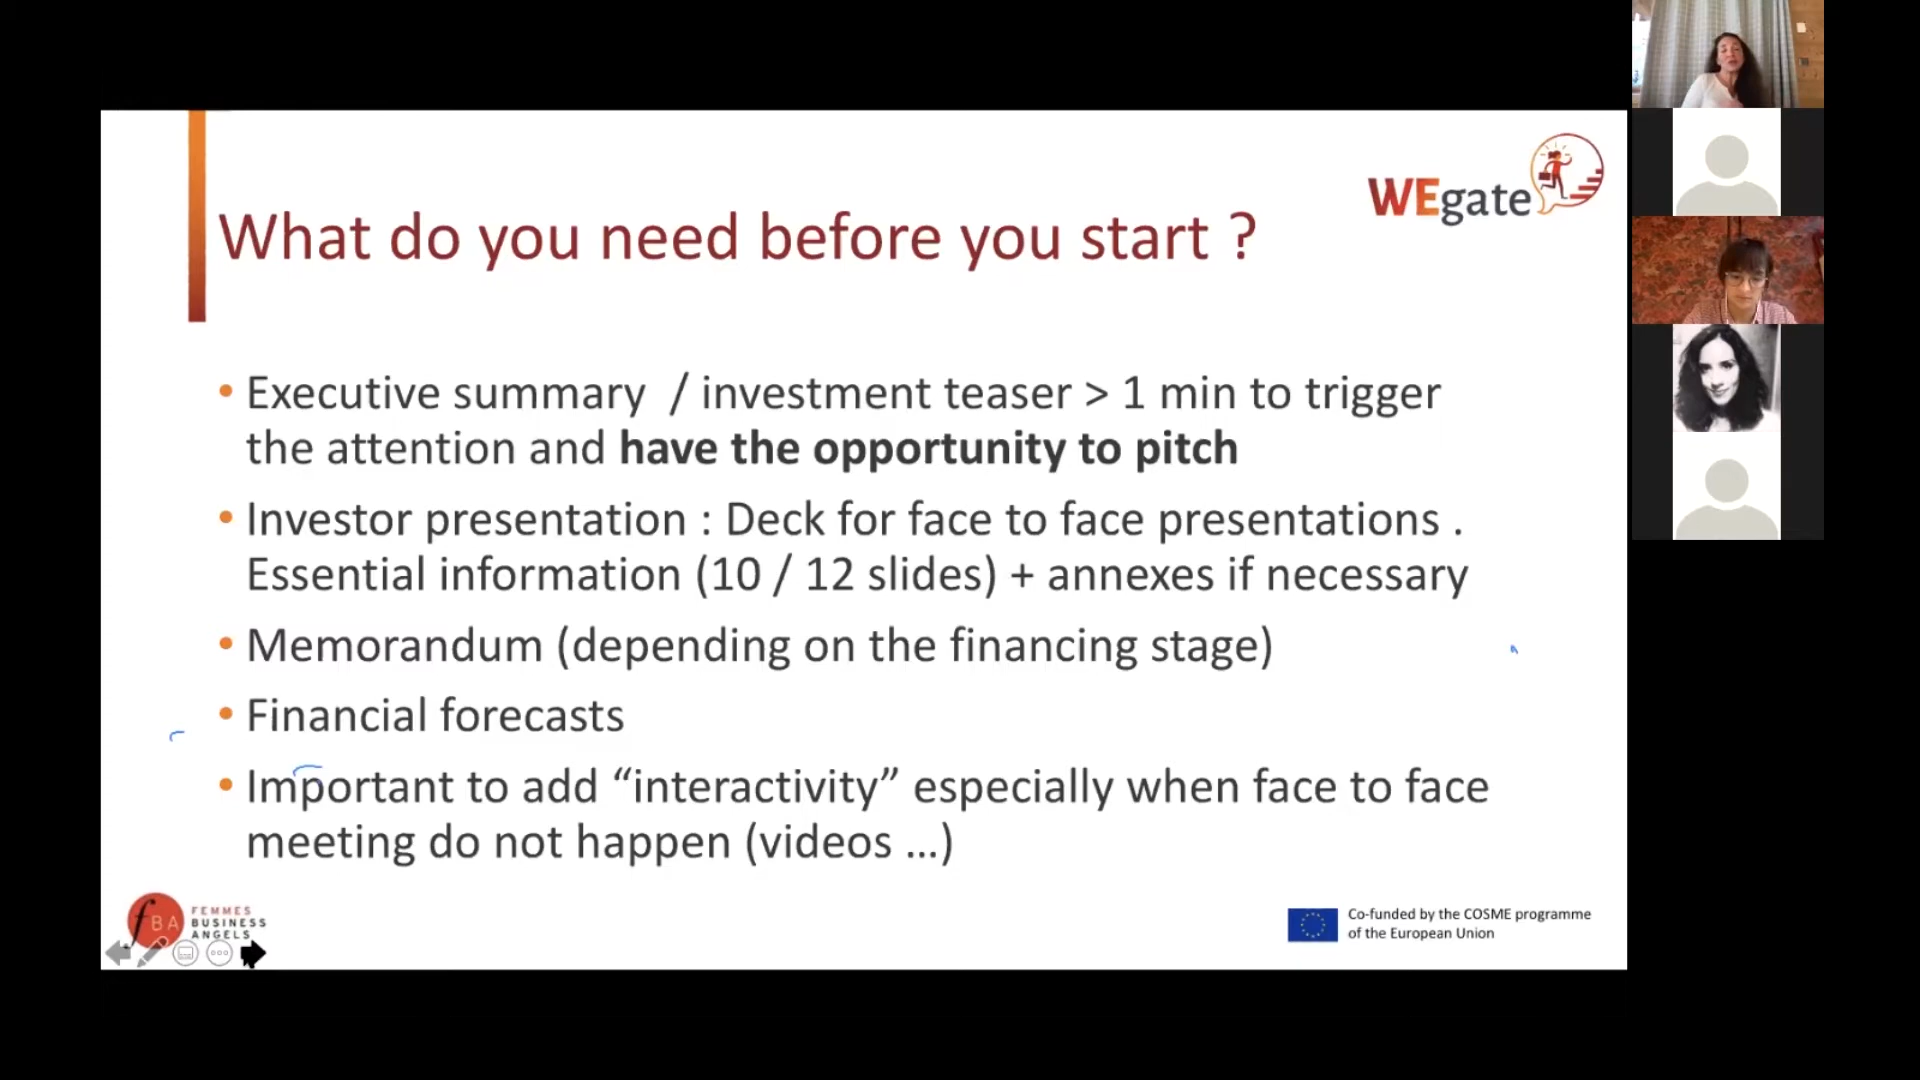 WEgate
What do you need before you start ?
• Executive summary / investment teaser > 1 min to trigger
the attention and have the opportunity to pitch
• Investor presentation : Deck for face to face presentations .
Essential information (10 / 12 slides) + annexes if necessary
• Memorandum (depending on the financing stage)
• Financial forecasts
• Important to add “interactivity” especially when face to face
meeting do not happen (videos ...)
fBA
FEMMES
BUSINESS
ANGELS
Co-funded by the COSME programme
of the European Union